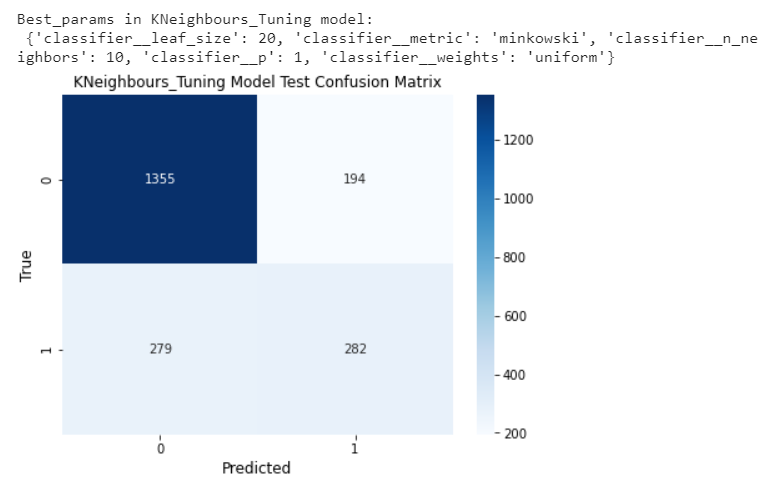 Best_params in KNeighbours_Tuning model:
{'classifier__leaf_size': 20, 'classifier__metric': 'minkowski', 'classifier__n_ne
ighbors': 10, 'classifier__p': 1, 'classifier__weights': 'uniform'}
KNeighbours_Tuning Model Test Confusion Matrix
True
0
1355
194
1
279
282
0
1
Predicted
1200
1000
800
600
400
200